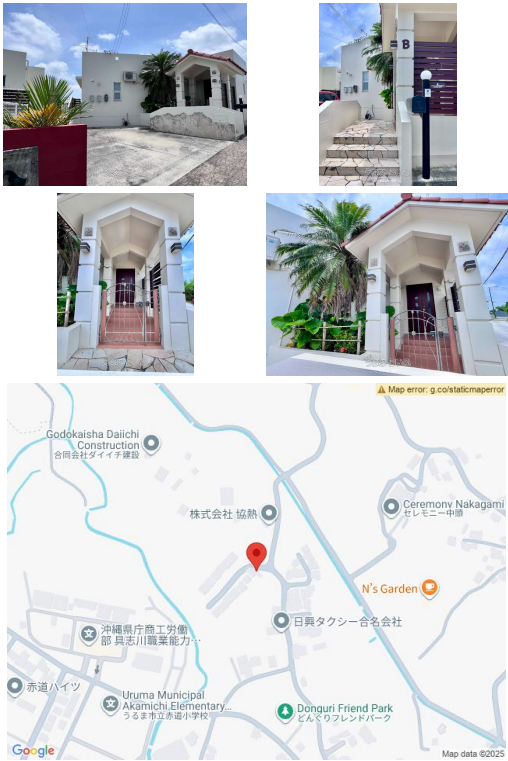 B
Map error: g.co/staticmaperror
Godokaisha Daiichi
Construction
合同会社ダイイチ建設
株式会社 協熱
Ceremony Nakagami
セレモニー中頭
N's Garden
日興タクシー合名会社
沖縄県庁商工労働
部 具志川職業能力…
赤道ハイツ
Uruma Municipal
Akamichi Elementary...
うるま市立赤道小学校
Donguri Friend Park
どんぐりフレンドパーク
Google
Map data ©2025